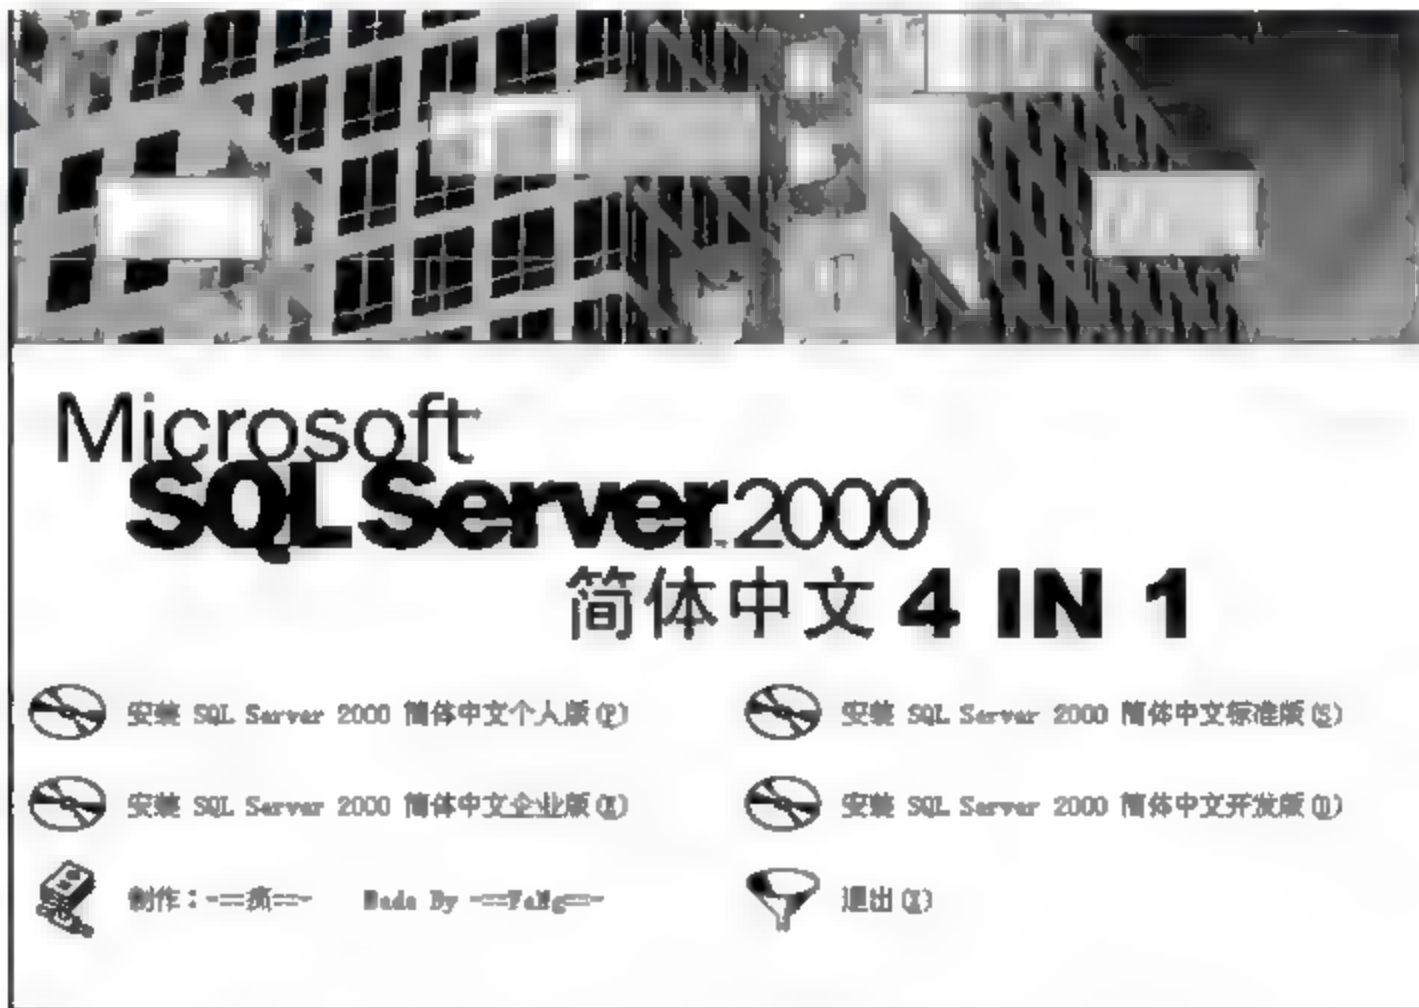 Microsoft
SQL Server 2000
简体中文 4 IN 1
安装 SQL Server 2000 简体中文个人版(P)
安装 SQL Server 2000 简体中文标准版(S)
安装 SQL Server 2000 简体中文企业版(E)
安装 SQL Server 2000 简体中文开发版(D)
制作：-==疯==- Made By -==FaNg==-
退出(X)